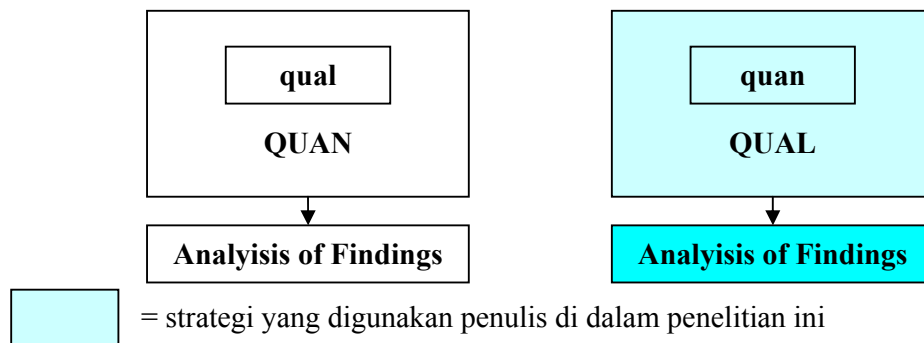 qual
QUAN
Analyisis of Findings
quan
QUAL
Analyisis of Findings
= strategi yang digunakan penulis di dalam penelitian ini